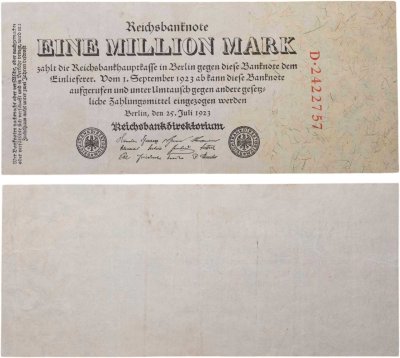 Reichsbanknote
EINE MILLION MARK
zahlt die Reichsbankhauptkasse in Berlin gegen diese Banknote dem
Einlieferer. Vom 1. September 1923 ab kann diese Banknote
aufgerufen und unter Umtausch gegen andere gesetz-
liche Zahlungsmittel eingezogen werden
Berlin, den 25. Juli 1923
Reichsbankdirektorium
D·2422757